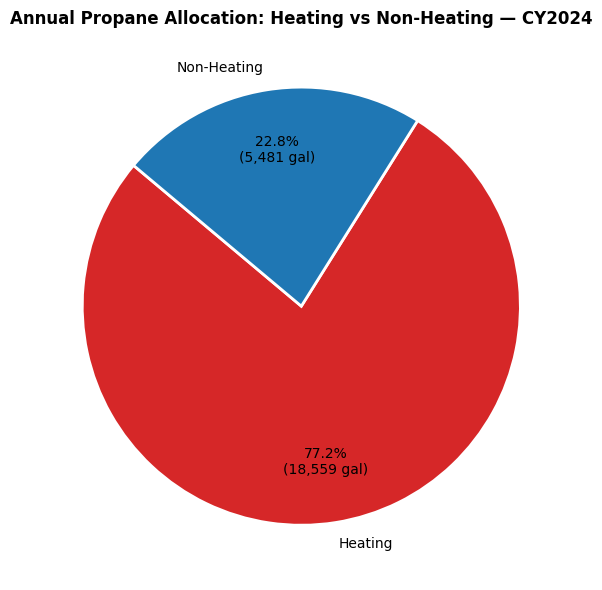 Annual Propane Allocation: Heating vs Non-Heating — CY2024
Non-Heating
22.8%
(5,481 gal)
77.2%
(18,559 gal)
Heating